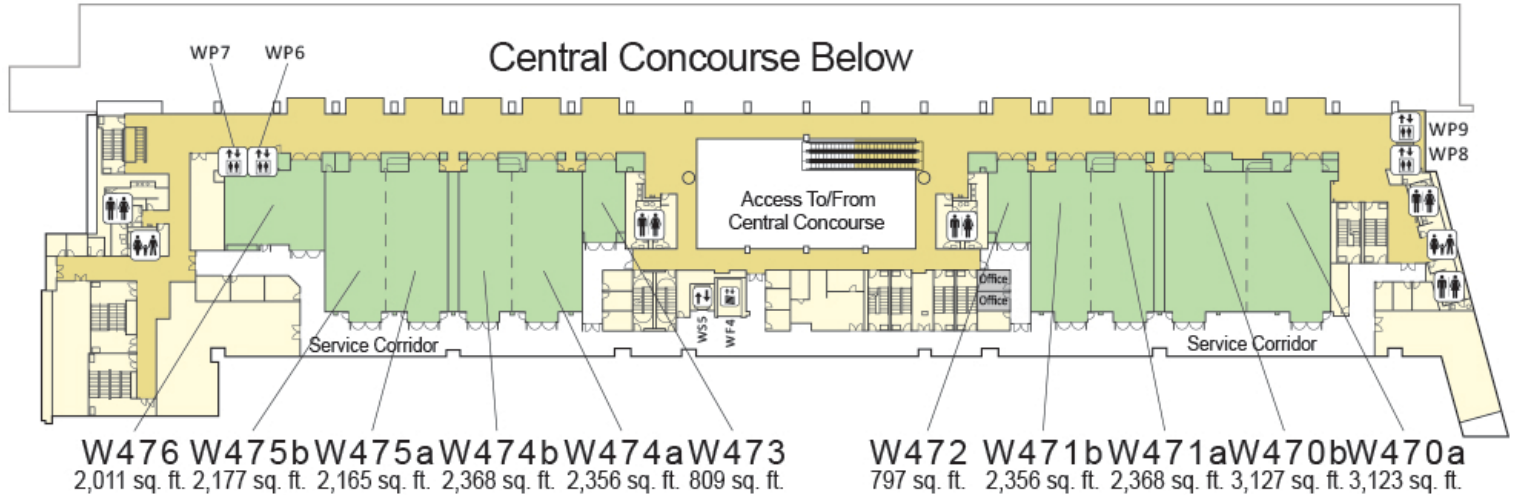 Central Concourse Below
WP7 WP6
WP9
WP8
Access To/From
Central Concourse
Office
Office
WS5 WF4
Service Corridor Service Corridor
W476 W475b W475a W474b W474a W473 W472 W471b W471a W470b W470a
2,011 sq. ft. 2,177 sq. ft. 2,165 sq. ft. 2,368 sq. ft. 2,356 sq. ft. 809 sq. ft. 797 sq. ft. 2,356 sq. ft. 2,368 sq. ft. 3,127 sq. ft. 3,123 sq. ft.